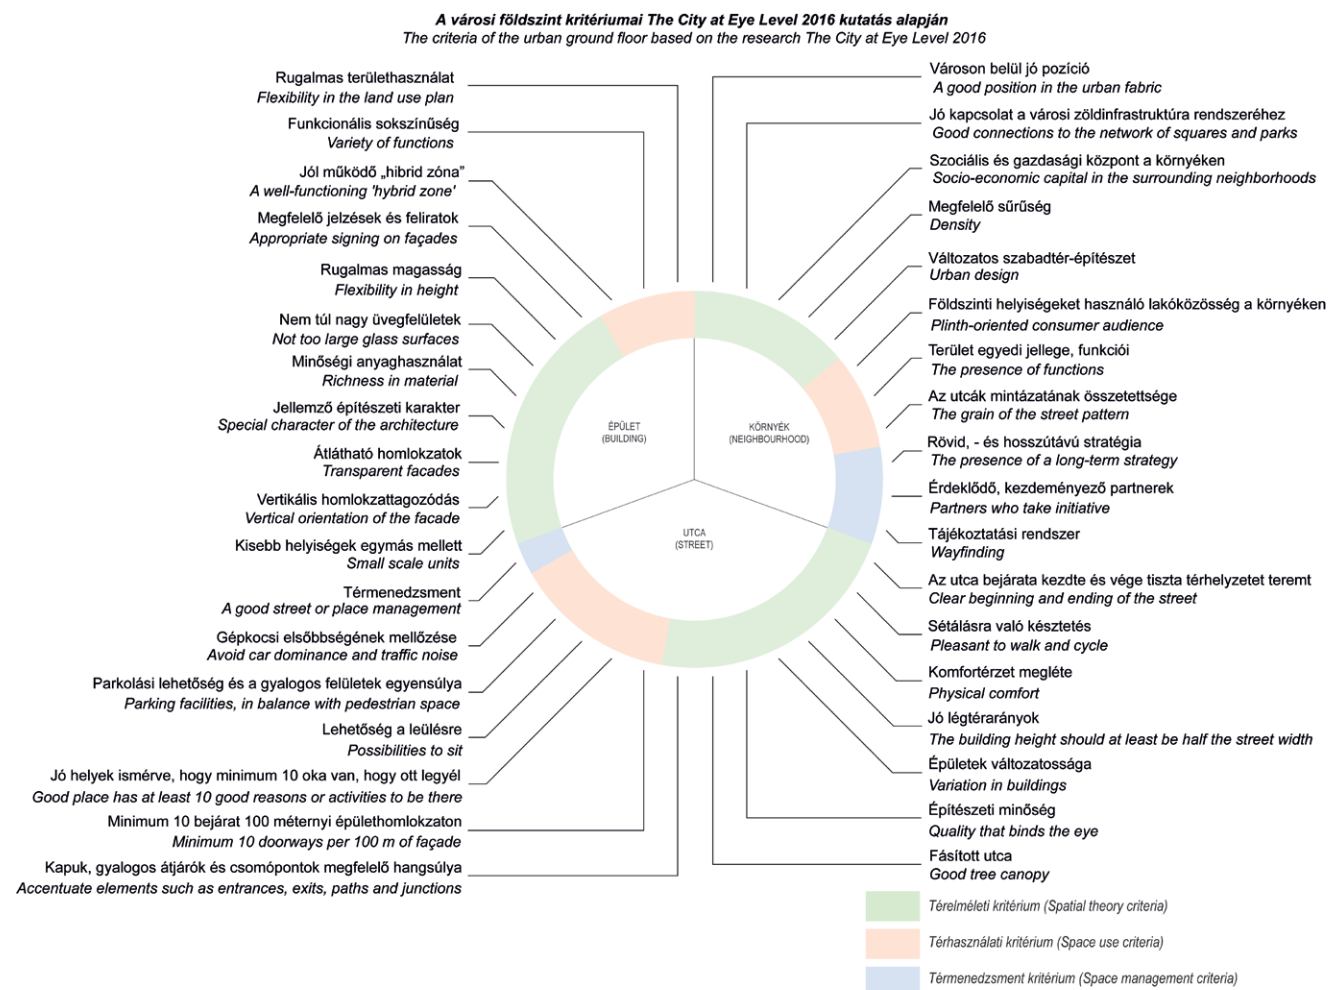 A városi földszint kritériumai The City at Eye Level 2016 kutatás alapján
The criteria of the urban ground floor based on the research The City at Eye Level 2016
Rugalmas területhasználat
Flexibility in the land use plan
Funkcionális sokszínűség
Variety of functions
Jól működő „hibrid zóna”
A well-functioning 'hybrid zone'
Megfelelő jelzések és feliratok
Appropriate signing on façades
Rugalmas magasság
Flexibility in height
Nem túl nagy üvegfelületek
Not too large glass surfaces
Minőségi anyaghasználat
Richness in material
Jellemző építészeti karakter
Special character of the architecture
Átlátható homlokzatok
Transparent facades
Vertikális homlokzattagozódás
Vertical orientation of the facade
Kisebb helyiségek egymás mellett
Small scale units
Térmenedzsment
A good street or place management
Gépkocsi elsőbbségének mellőzése
Avoid car dominance and traffic noise
Parkolási lehetőség és a gyalogos felületek egyensúlya
Parking facilities, in balance with pedestrian space
Lehetőség a leülésre
Possibilities to sit
Jó helyek ismérve, hogy minimum 10 oka van, hogy ott legyél
Good place has at least 10 good reasons or activities to be there
Minimum 10 bejárat 100 méternyi épülethomlokzaton
Minimum 10 doorways per 100 m of façade
Kapuk, gyalogos átjárók és csomópontok megfelelő hangsúlya
Accentuate elements such as entrances, exits, paths and junctions
ÉPÜLET
(BUILDING)
KÖRNYÉK
(NEIGHBOURHOOD)
UTCA
(STREET)
Városon belül jó pozíció
A good position in the urban fabric
Jó kapcsolat a városi zöldinfrastruktúra rendszeréhez
Good connections to the network of squares and parks
Szociális és gazdasági központ a környéken
Socio-economic capital in the surrounding neighborhoods
Megfelelő sűrűség
Density
Változatos szabadtér-építészet
Urban design
Földszinti helyiségeket használó lakóközösség a környéken
Plinth-oriented consumer audience
Terület egyedi jellege, funkciói
The presence of functions
Az utcák mintázatának összetettsége
The grain of the street pattern
Rövid, - és hosszútávú stratégia
The presence of a long-term strategy
Érdeklődő, kezdeményező partnerek
Partners who take initiative
Tájékoztatási rendszer
Wayfinding
Az utca bejárata kezdte és vége tiszta térhelyzetet teremt
Clear beginning and ending of the street
Sétálásra való késztetés
Pleasant to walk and cycle
Komfortérzet megléte
Physical comfort
Jó légtérarányok
The building height should at least be half the street width
Épületek változatossága
Variation in buildings
Építészeti minőség
Quality that binds the eye
Fásított utca
Good tree canopy
Térelméleti kritérium (Spatial theory criteria)
Térhasználati kritérium (Space use criteria)
Térmenedzsment kritérium (Space management criteria)